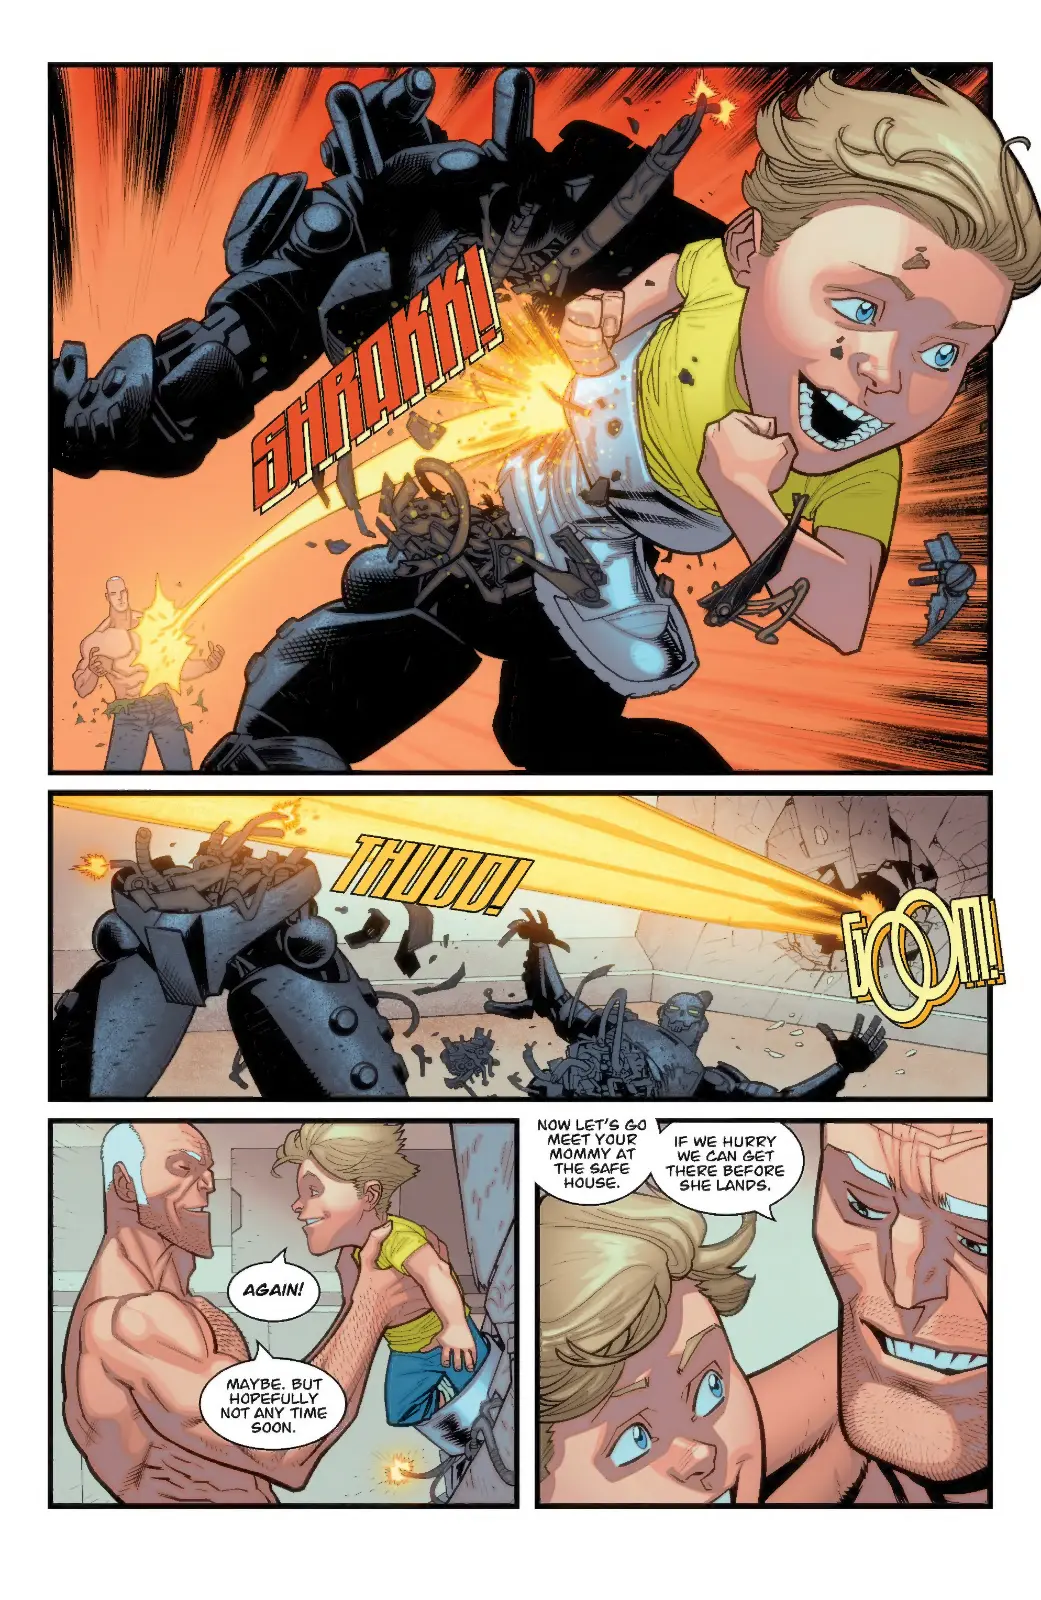 SHRAKKK!
THUDD!
BOOM!
AGAIN!
MAYBE. BUT
HOPEFULLY
NOT ANY TIME
SOON.
NOW LET'S GO
MEET YOUR
MOMMY AT
THE SAFE
HOUSE.
IF WE HURRY
WE CAN GET
THERE BEFORE
SHE LANDS.